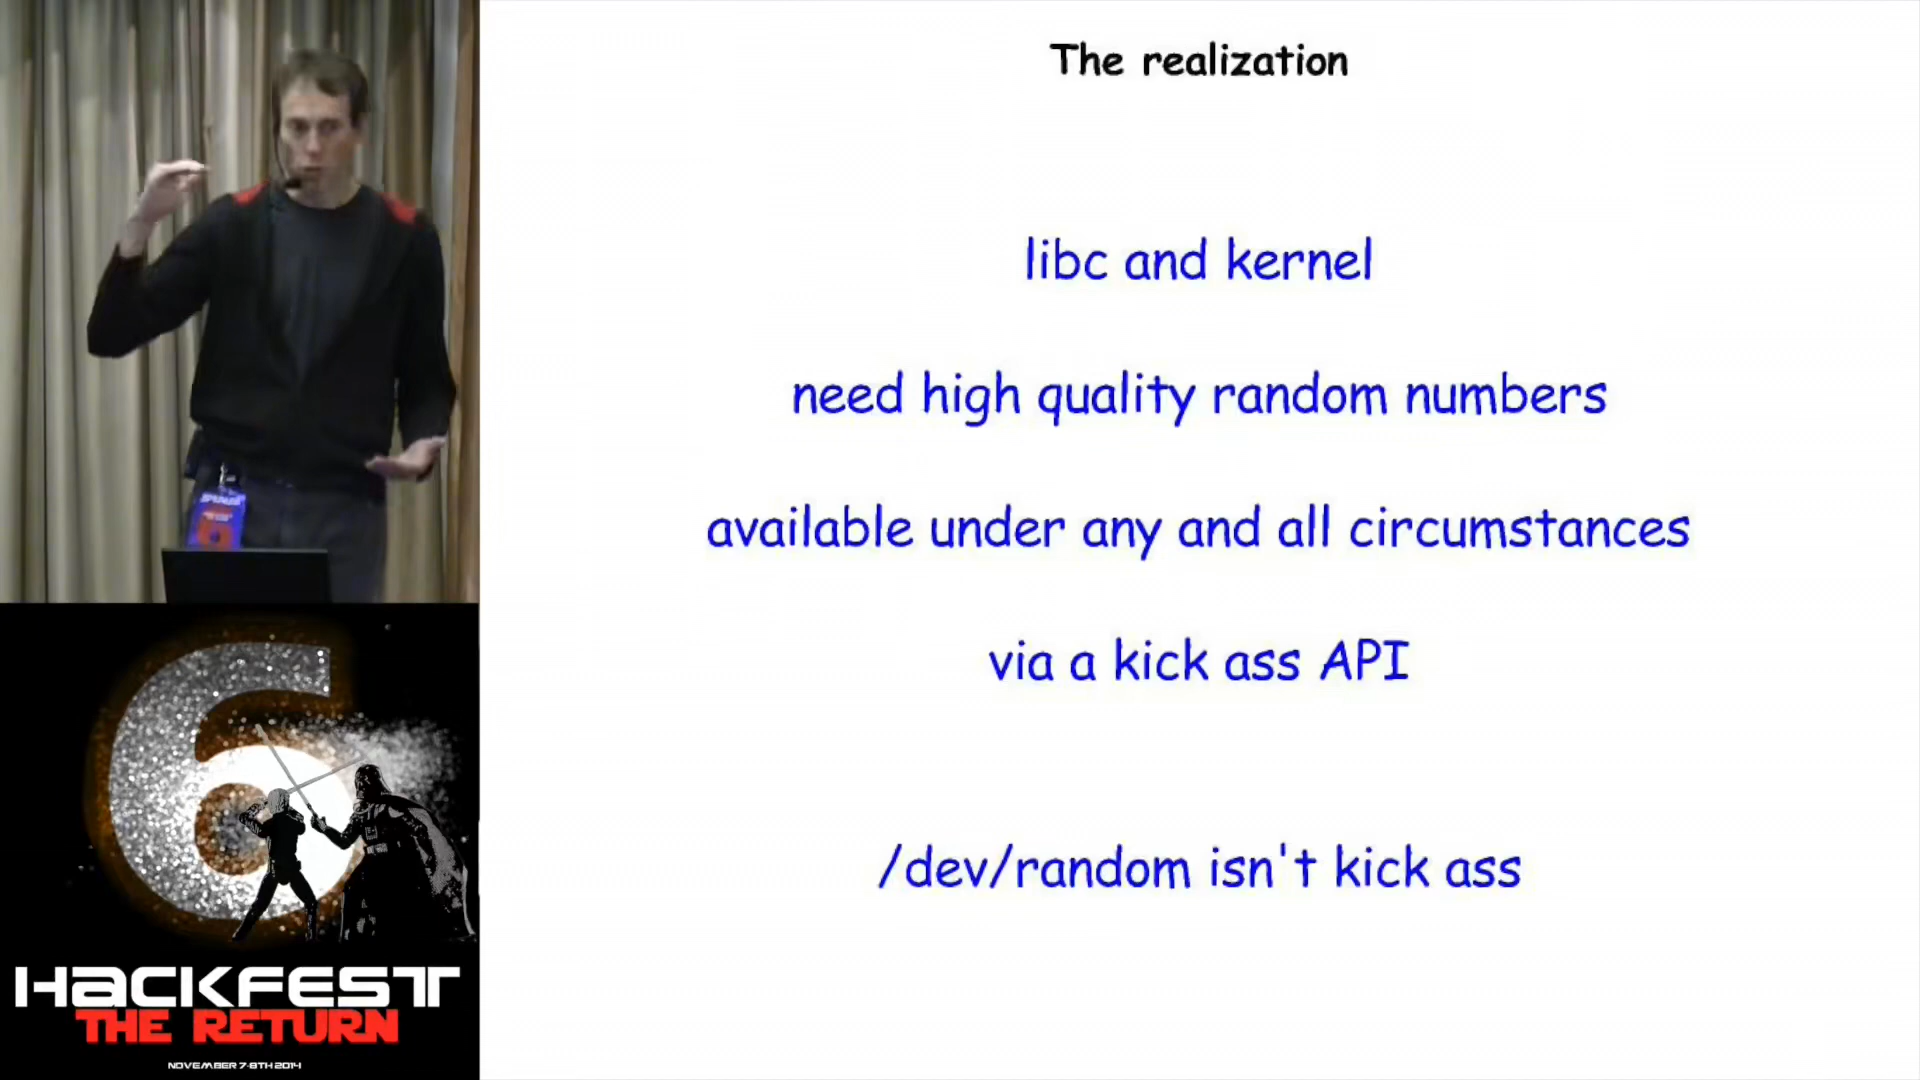 The realization
libc and kernel
need high quality random numbers
available under any and all circumstances
via a kick ass API
/dev/random isn't kick ass
6
HACKFEST
THE RETURN
NOVEMBER 7-8TH 2014